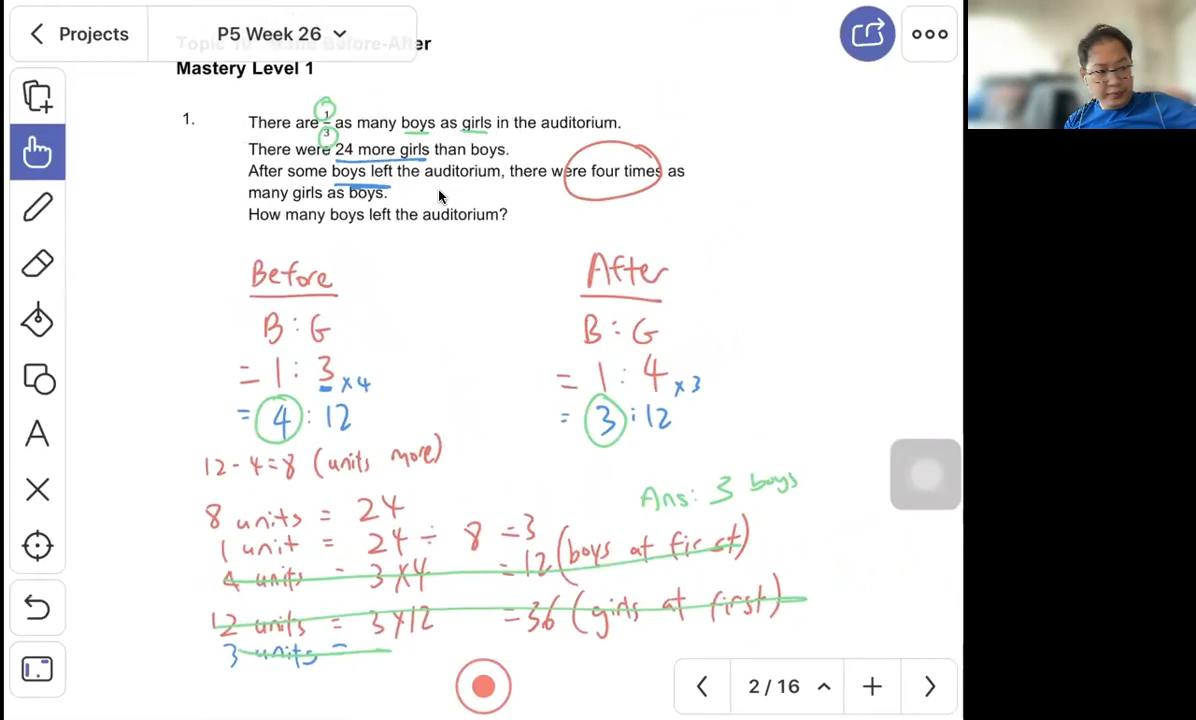 Projects
P5 Week 26
Before-After
Mastery Level 1
1. There are 1/3 as many boys as girls in the auditorium.
There were 24 more girls than boys.
After some boys left the auditorium, there were four times as
many girls as boys.
How many boys left the auditorium?
Before After
B : G B : G
= 1 : 3 ×4 = 1 : 4 ×3
= 4 : 12 = 3 : 12
12 - 4 = 8 (units more)
Ans: 3 boys
8 units = 24
1 unit = 24 ÷ 8 = 3
4 units = 3 × 4 = 12 (boys at first)
12 units = 3 × 12 = 36 (girls at first)
3 units =
2 / 16